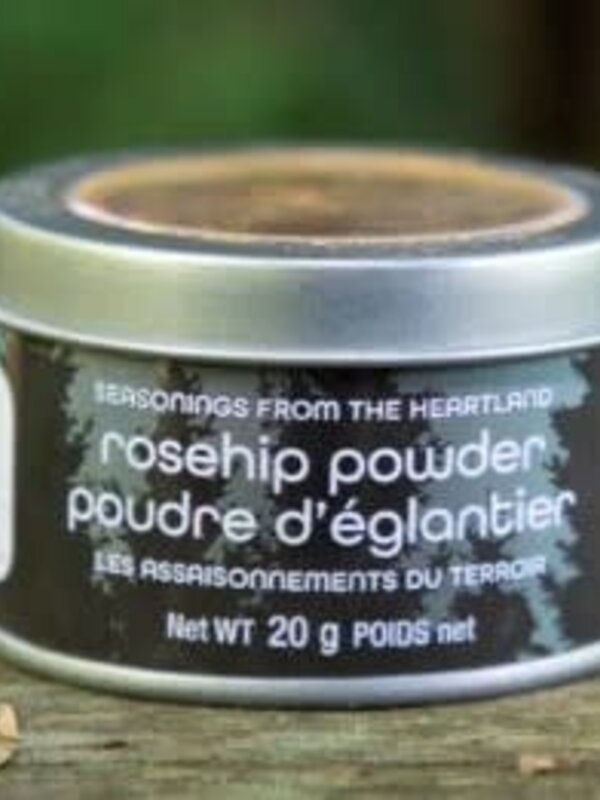 SEASONINGS FROM THE HEARTLAND
rosehip powder
poudre d'églantier
LES ASSAISONNEMENTS DU TERROIR
Net WT 20 g POIDS net